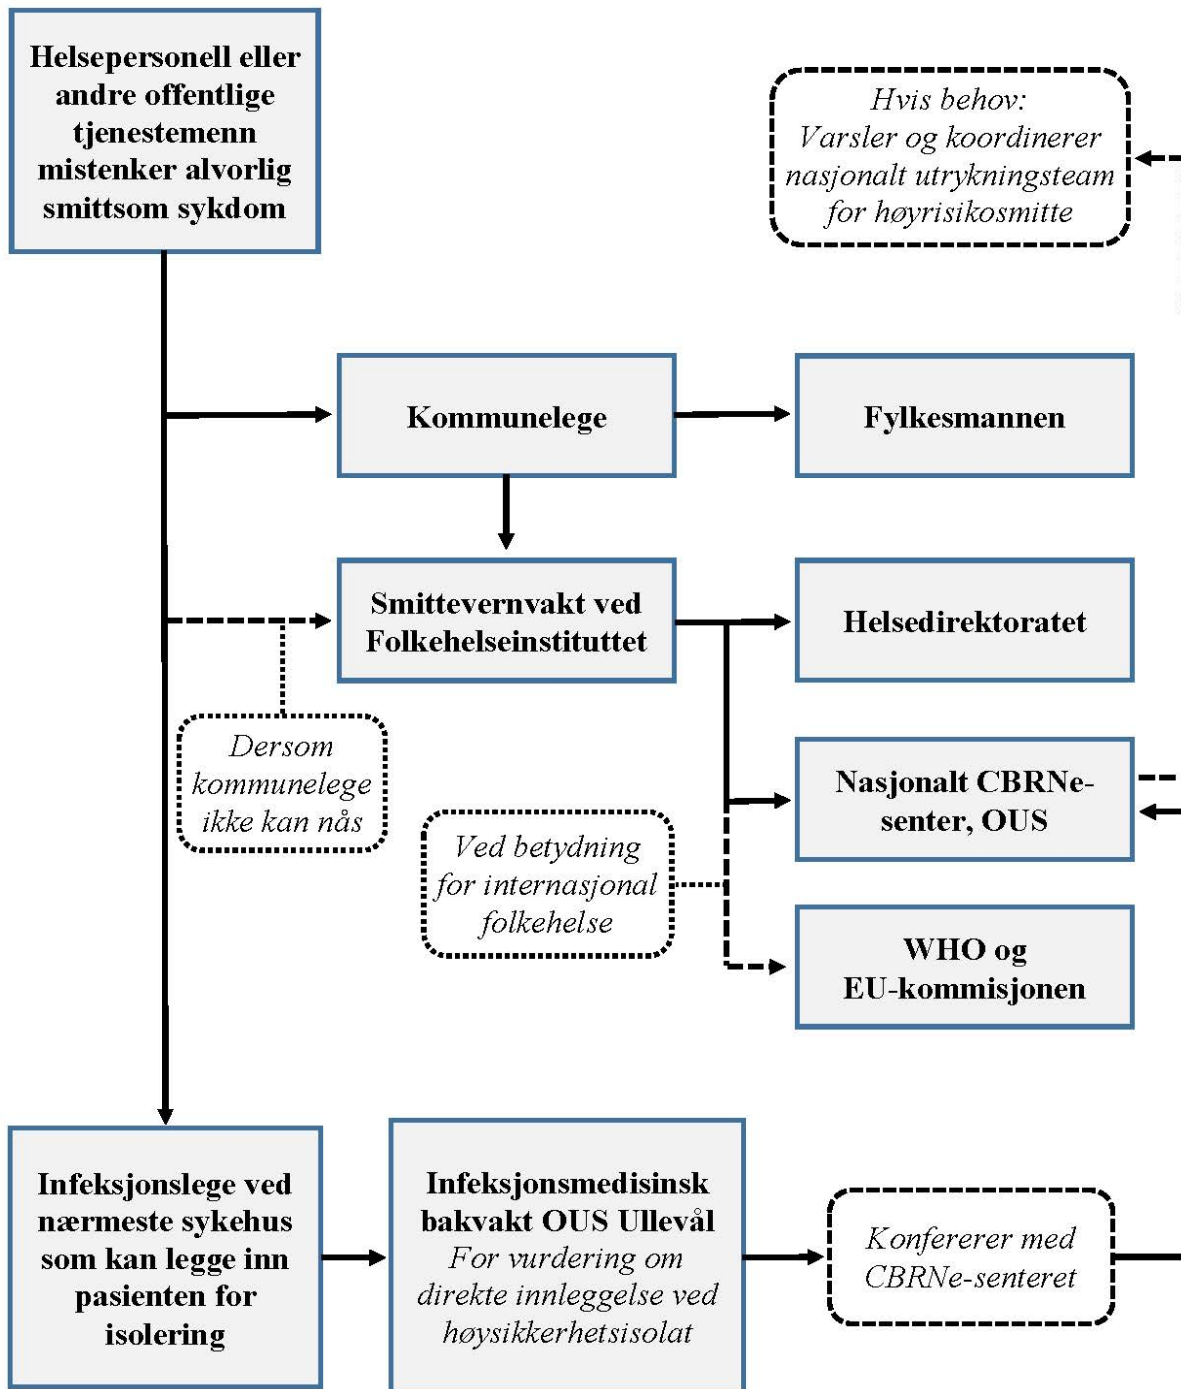 Helsepersonell eller
andre offentlige
tjenestemenn
mistenker alvorlig
smittsom sykdom
Hvis behov:
Varsler og koordinerer
nasjonalt utrykningsteam
for høyrisikosmitte
Kommunelege
Fylkesmannen
Smittevernvakt ved
Folkehelseinstituttet
Helsedirektoratet
Dersom
kommunelege
ikke kan nås
Nasjonalt CBRNe-
senter, OUS
Ved betydning
for internasjonal
folkehelse
WHO og
EU-kommisjonen
Infeksjonslege ved
nærmeste sykehus
som kan legge inn
pasienten for
isolering
Infeksjonsmedisinsk
bakvakt OUS Ullevål
For vurdering om
direkte innleggelse ved
høysikkerhetsisolat
Konfererer med
CBRNe-senteret